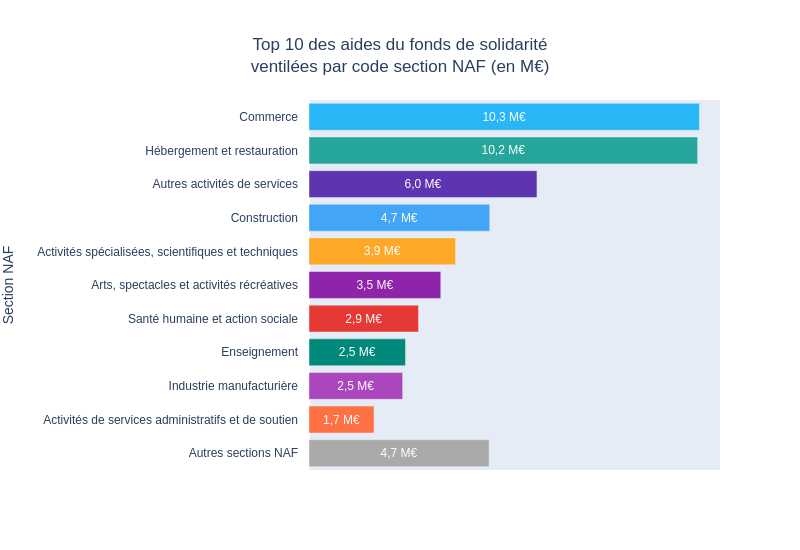 Top 10 des aides du fonds de solidarité
ventilées par code section NAF (en M€)
Section NAF
Commerce 10,3 M€
Hébergement et restauration 10,2 M€
Autres activités de services 6,0 M€
Construction 4,7 M€
Activités spécialisées, scientifiques et techniques 3,9 M€
Arts, spectacles et activités récréatives 3,5 M€
Santé humaine et action sociale 2,9 M€
Enseignement 2,5 M€
Industrie manufacturière 2,5 M€
Activités de services administratifs et de soutien 1,7 M€
Autres sections NAF 4,7 M€